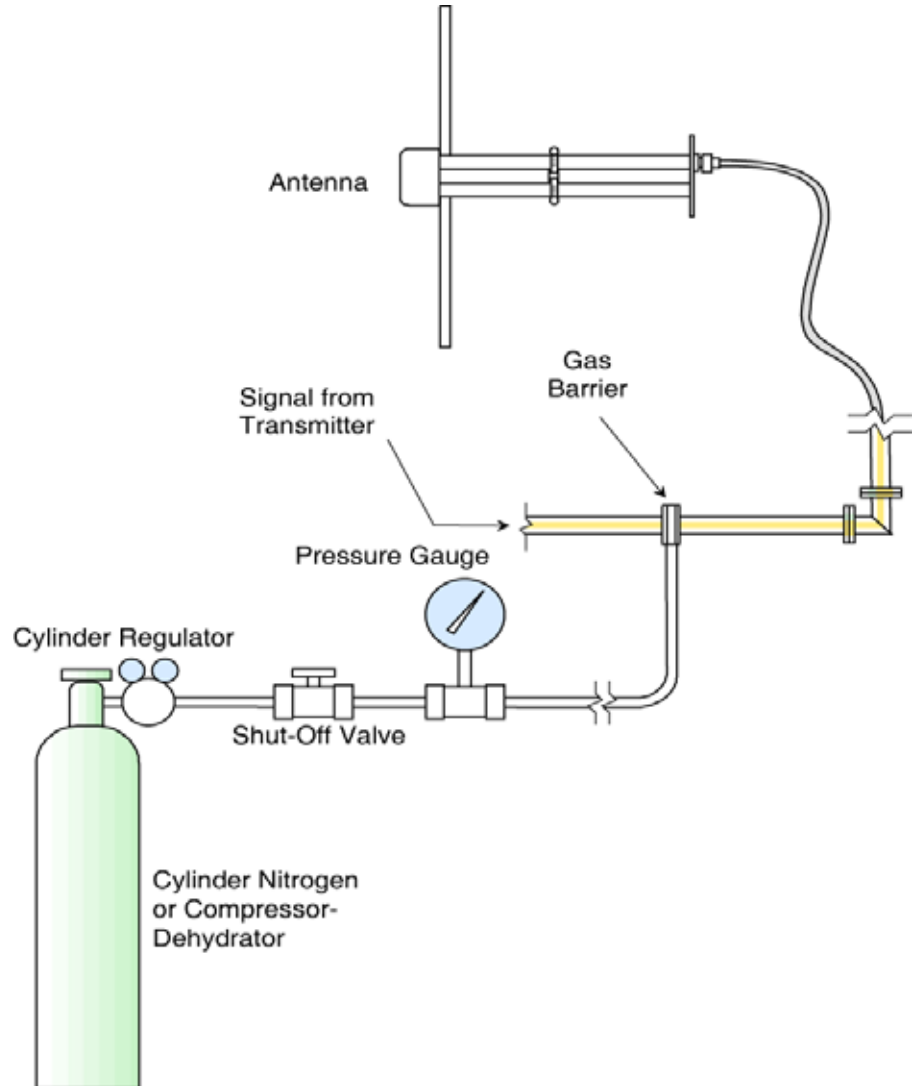 Antenna
Gas
Barrier
Signal from
Transmitter
Pressure Gauge
Cylinder Regulator
Shut-Off Valve
Cylinder Nitrogen
or Compressor-
Dehydrator